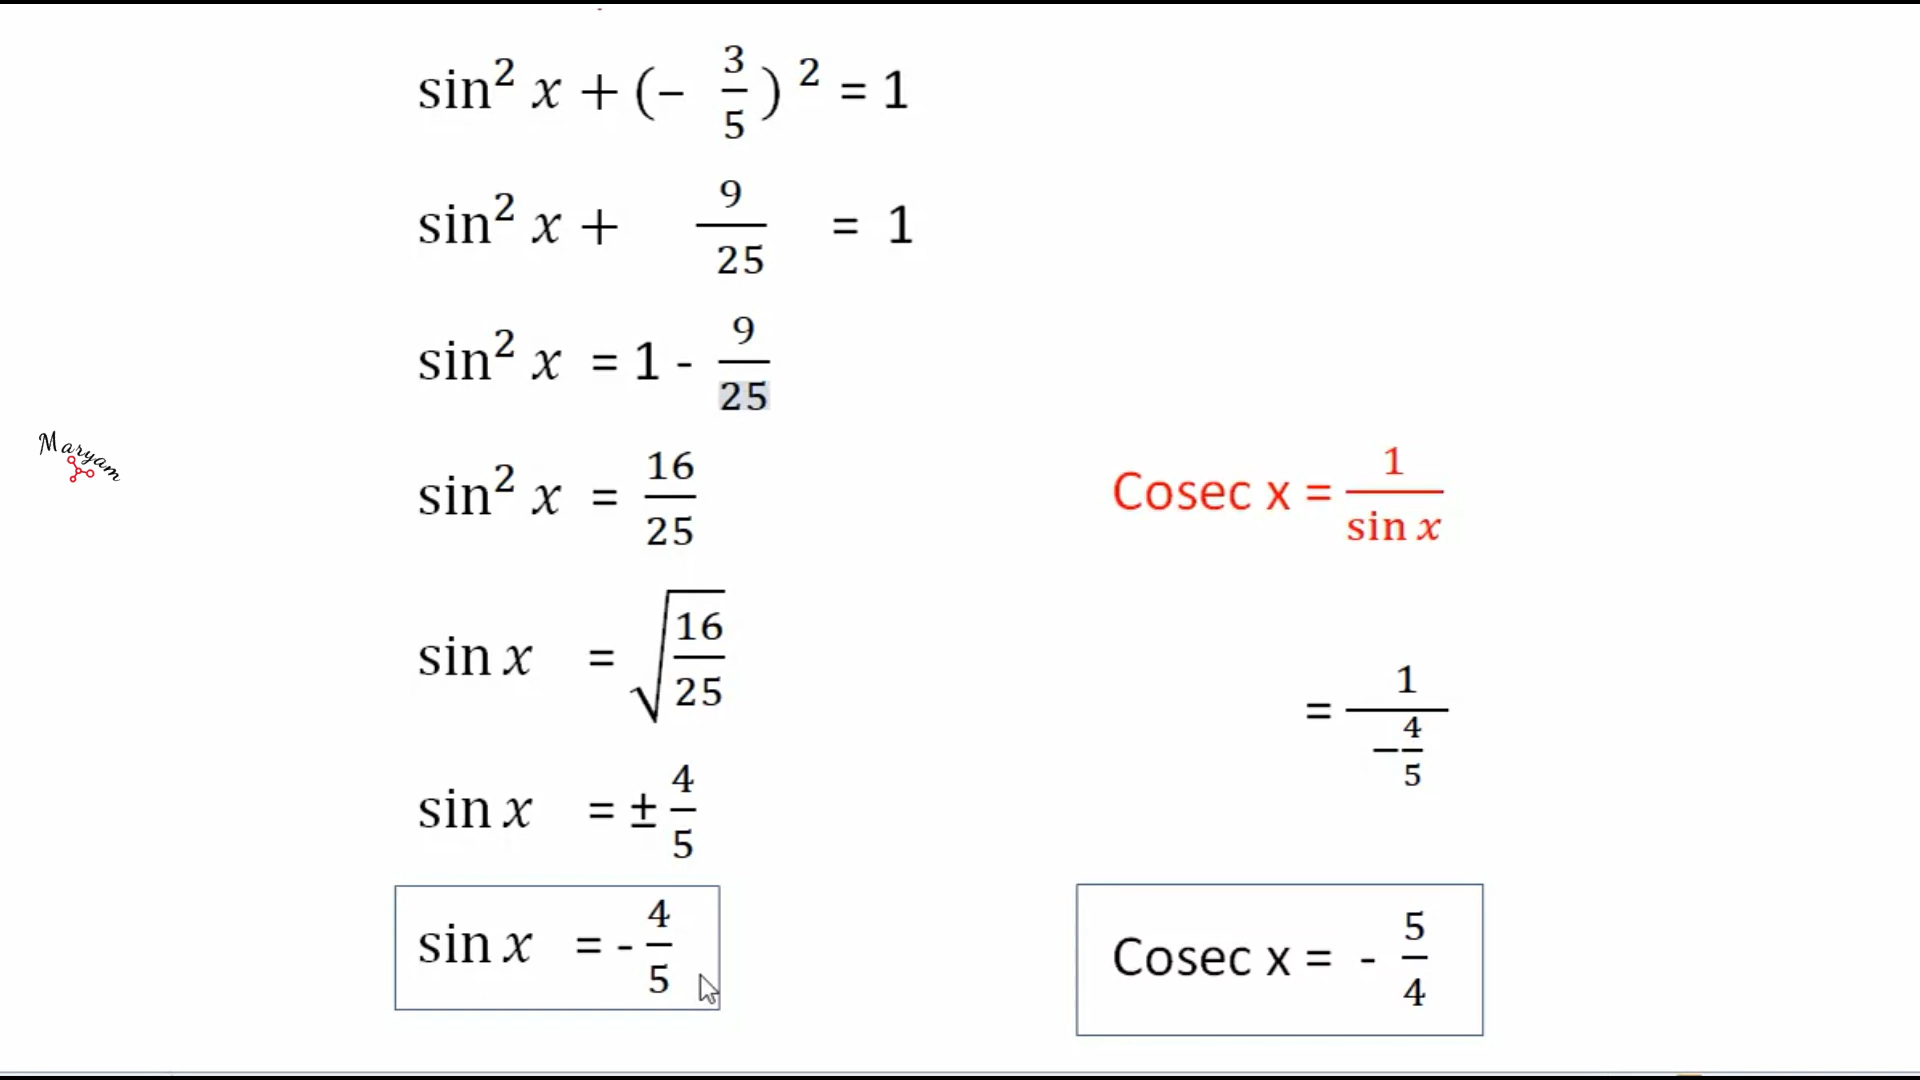 sin² x + (− 3/5)² = 1
sin² x + 9/25 = 1
sin² x = 1 - 9/25
sin² x = 16/25
sin x = √(16/25)
sin x = ± 4/5
sin x = - 4/5
Maryam
Cosec x = 1/sin x
= 1/(−4/5)
Cosec x = - 5/4